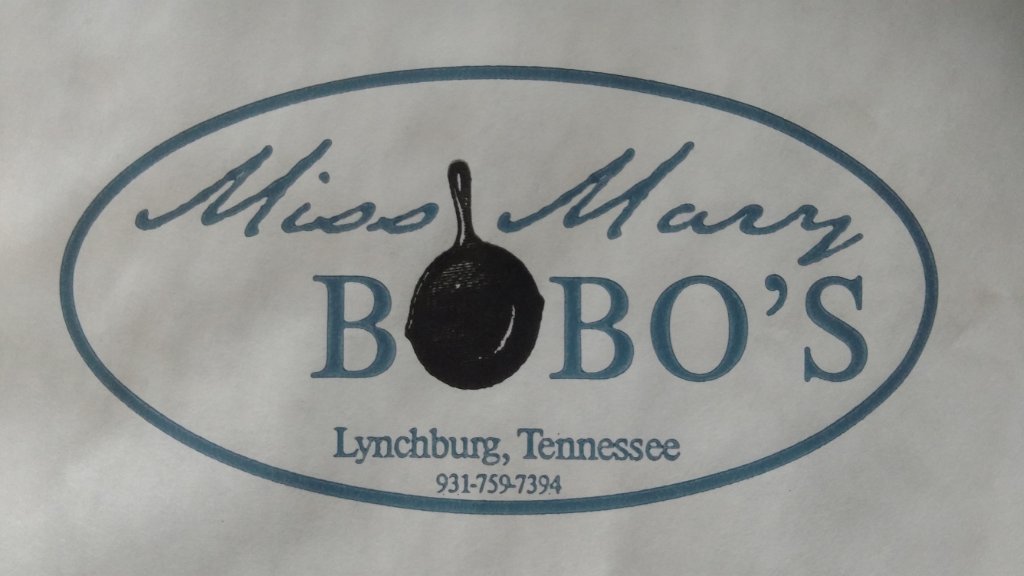 Miss Mary
BOBO'S
Lynchburg, Tennessee
931-759-7394